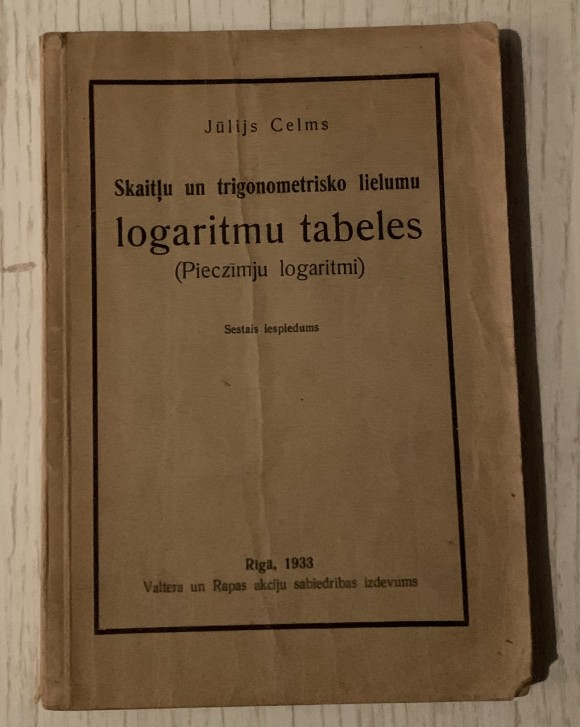 Jūlijs Celms
Skaitļu un trigonometrisko lielumu
logaritmu tabeles
(Pieczīmju logaritmi)
Sestais iespiedums
Rīgā, 1933
Valtera un Rapas akciju sabiedrības izdevums